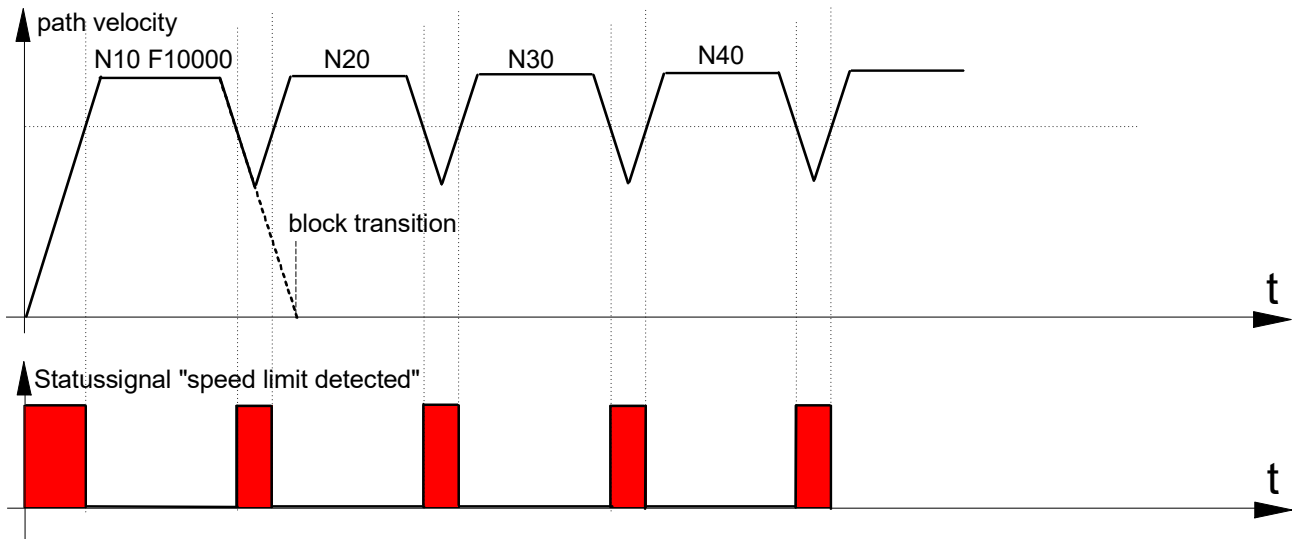 path velocity
N10 F10000
N20
N30
N40
block transition
t
Statussignal "speed limit detected"
t